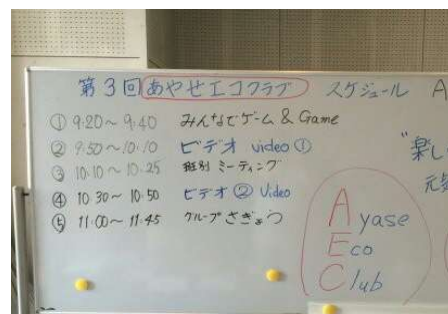 第3回 あやせエコクラブ スケジュール A
① 9:20～9:40 みんなでゲーム & Game
② 9:50～10:10 ビデオ video ①
③ 10:10～10:25 班別 ミーティング
④ 10:30～10:50 ビデオ ② Video
⑤ 11:00～11:45 グループ さぎょう
"楽し
元気
Ayase
Eco
Club